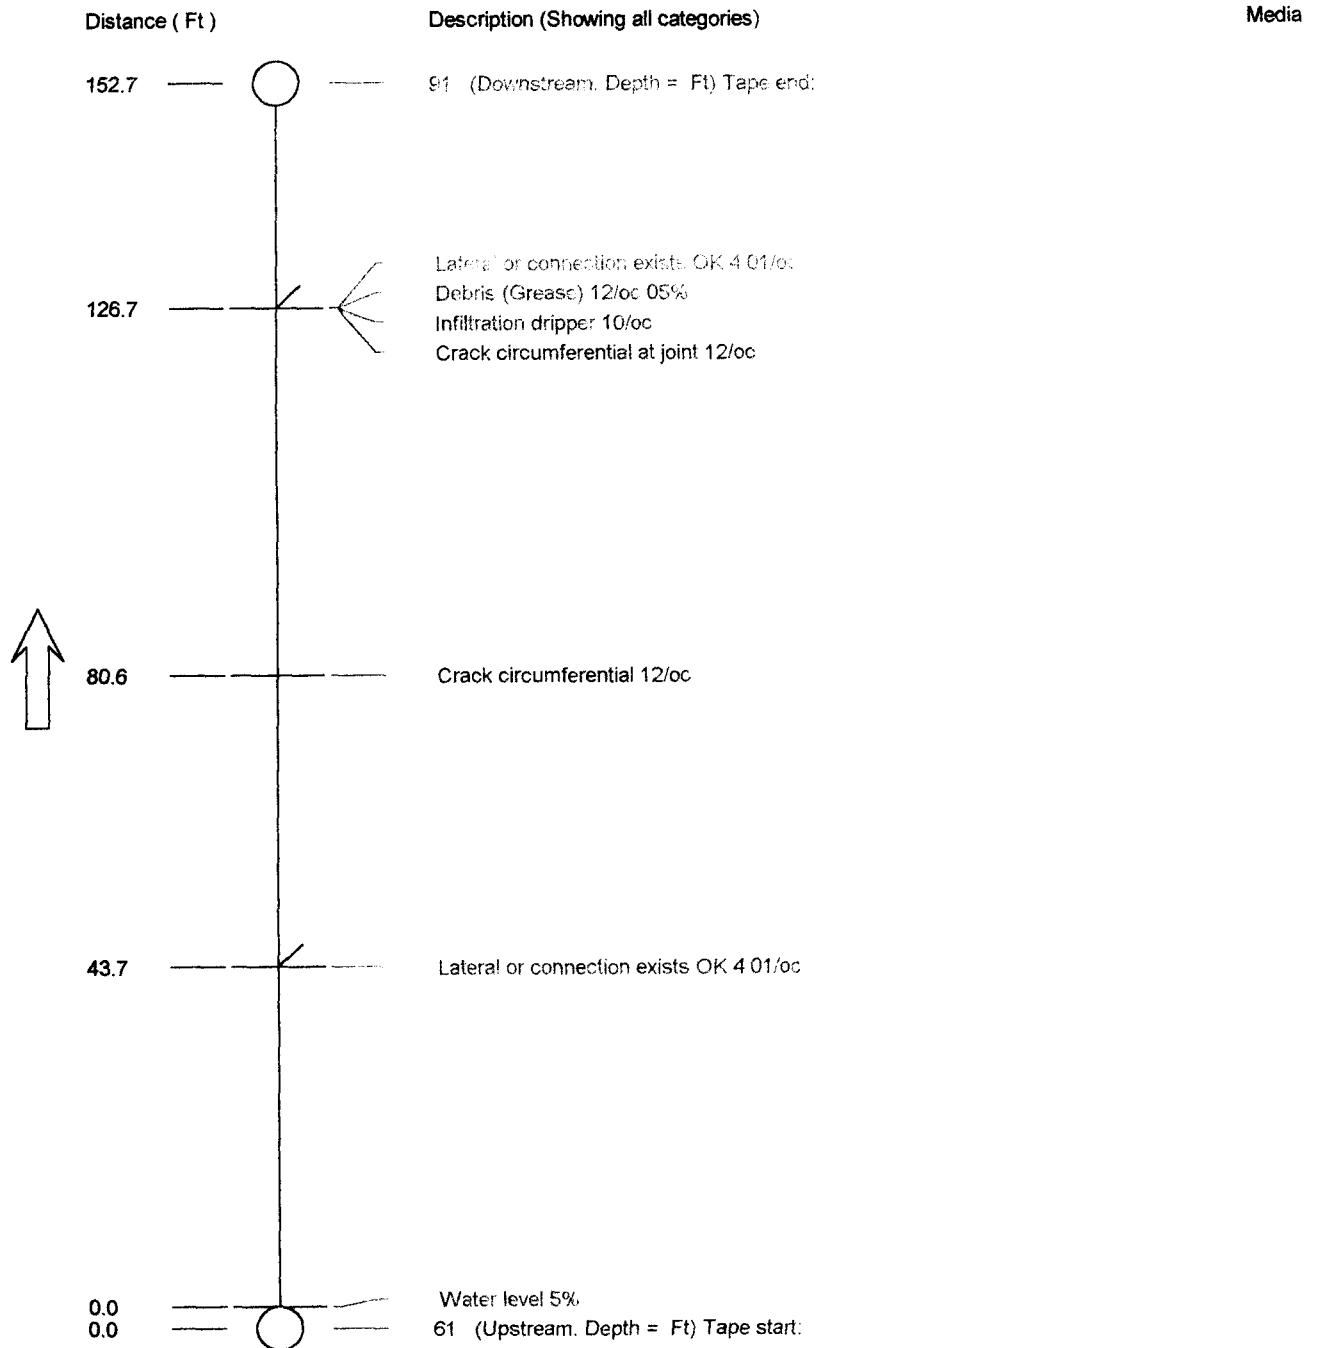 Distance ( Ft )    Description (Showing all categories)    Media
152.7    91   (Downstream. Depth =  Ft) Tape end:
Lateral or connection exists OK 4 01/oc
Debris (Grease) 12/oc 05%
126.7
Infiltration dripper 10/oc
Crack circumferential at joint 12/oc
80.6    Crack circumferential 12/oc
43.7    Lateral or connection exists OK 4 01/oc
0.0    Water level 5%
0.0    61   (Upstream. Depth =  Ft) Tape start: